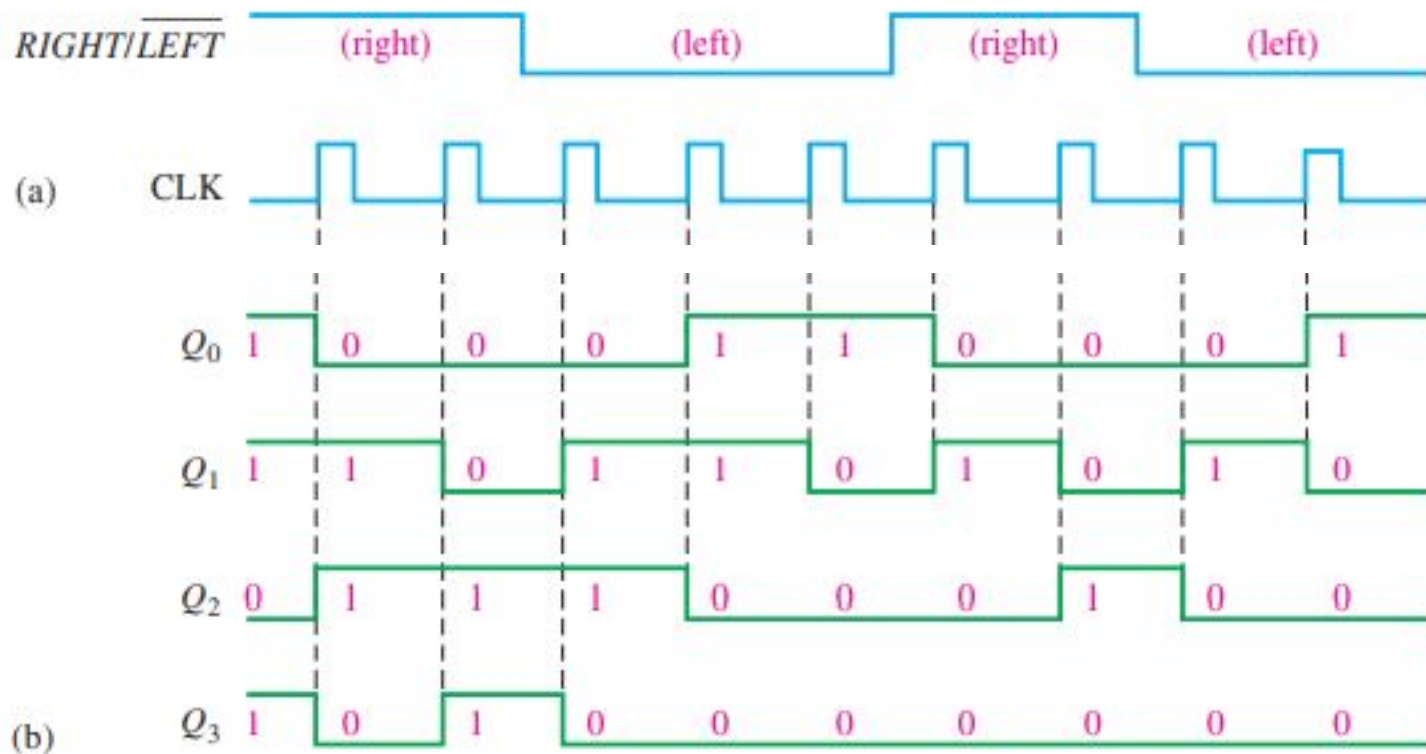 RIGHT/LEFT (right) (left) (right) (left)
(a) CLK
Q0 1 0 0 0 1 1 0 0 0 1
Q1 1 1 0 1 1 0 1 0 1 0
Q2 0 1 1 1 0 0 0 1 0 0
(b) Q3 1 0 1 0 0 0 0 0 0 0